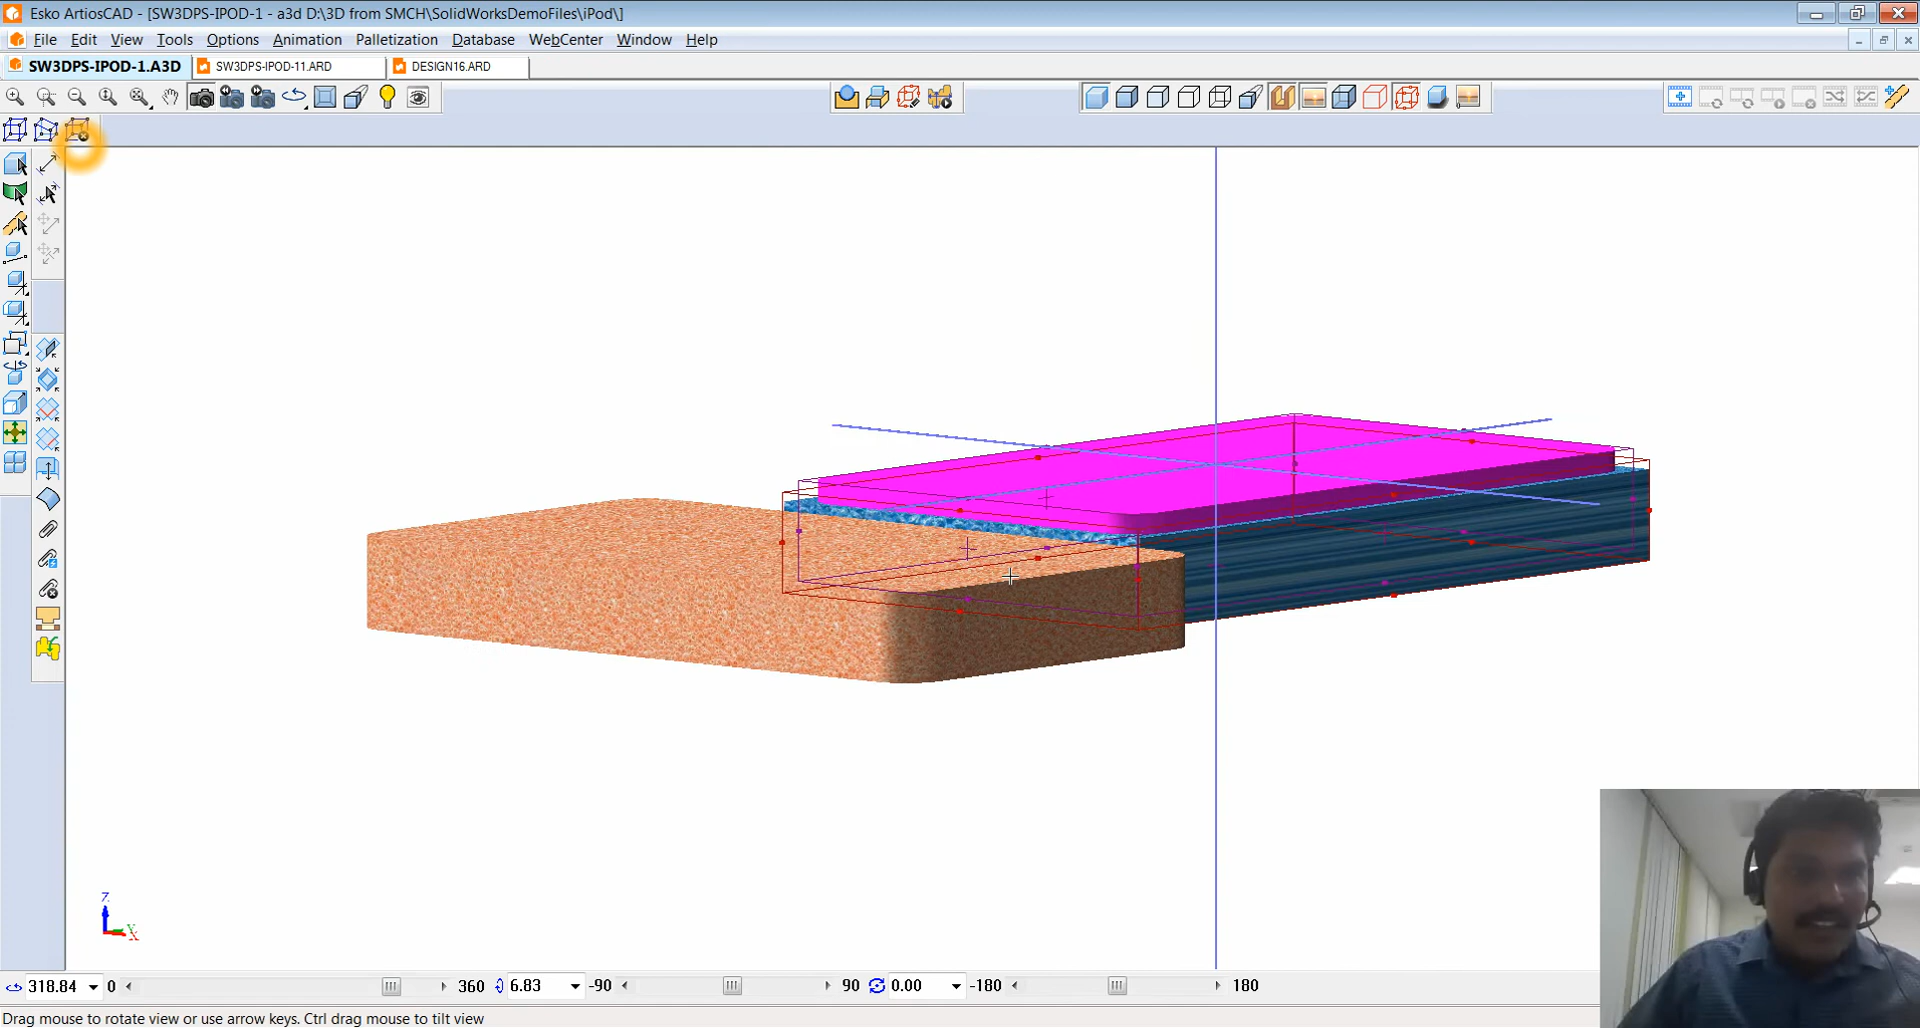 Esko ArtiosCAD - [SW3DPS-IPOD-1 - a3d D:\3D from SMCH\SolidWorksDemoFiles\iPod\]
File Edit View Tools Options Animation Palletization Database WebCenter Window Help
SW3DPS-IPOD-1.A3D SW3DPS-IPOD-11.ARD DESIGN16.ARD
Z
Y
X
318.84 0 360 6.83 -90 90 0.00 -180 180
Drag mouse to rotate view or use arrow keys. Ctrl drag mouse to tilt view